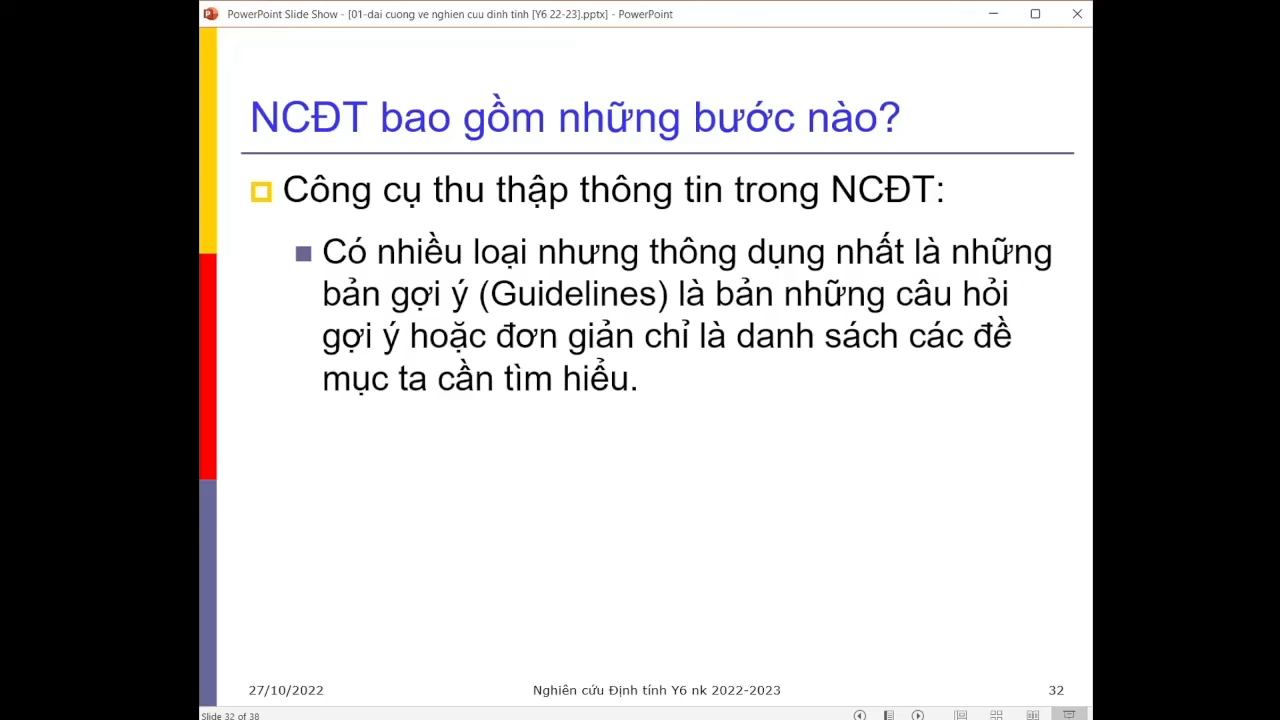 PowerPoint Slide Show - [01-dai cuong ve nghien cuu dinh tinh [Y6 22-23].pptx] - PowerPoint
NCĐT bao gồm những bước nào?
Công cụ thu thập thông tin trong NCĐT:
Có nhiều loại nhưng thông dụng nhất là những
bản gợi ý (Guidelines) là bản những câu hỏi
gợi ý hoặc đơn giản chỉ là danh sách các đề
mục ta cần tìm hiểu.
27/10/2022
Nghiên cứu Định tính Y6 nk 2022-2023
32
Slide 32 of 38